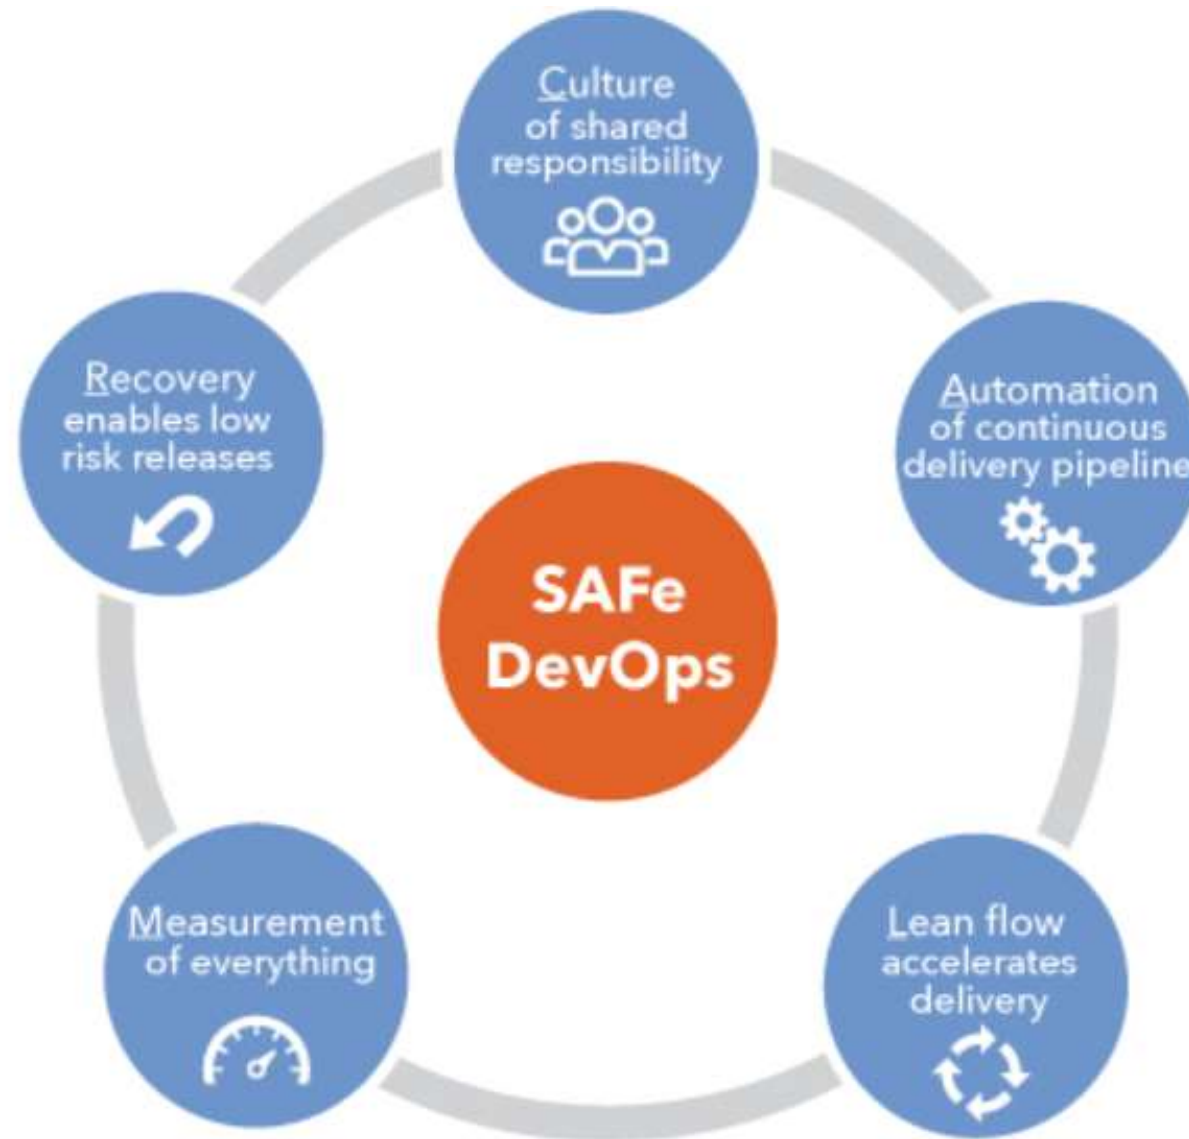 Culture
of shared
responsibility
Automation
of continuous
delivery pipeline
Lean flow
accelerates
delivery
Measurement
of everything
Recovery
enables low
risk releases
SAFe
DevOps